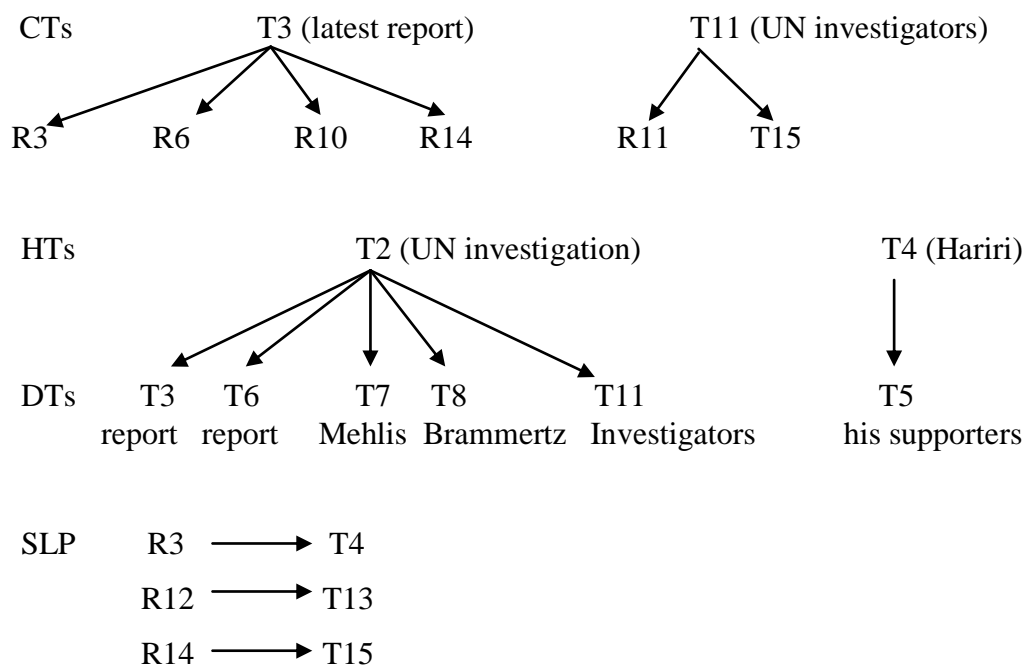 CTs T3 (latest report) T11 (UN investigators)
R3 R6 R10 R14 R11 T15
HTs T2 (UN investigation) T4 (Hariri)
DTs T3 T6 T7 T8 T11 T5
report report Mehlis Brammertz Investigators his supporters
SLP R3 T4
R12 T13
R14 T15